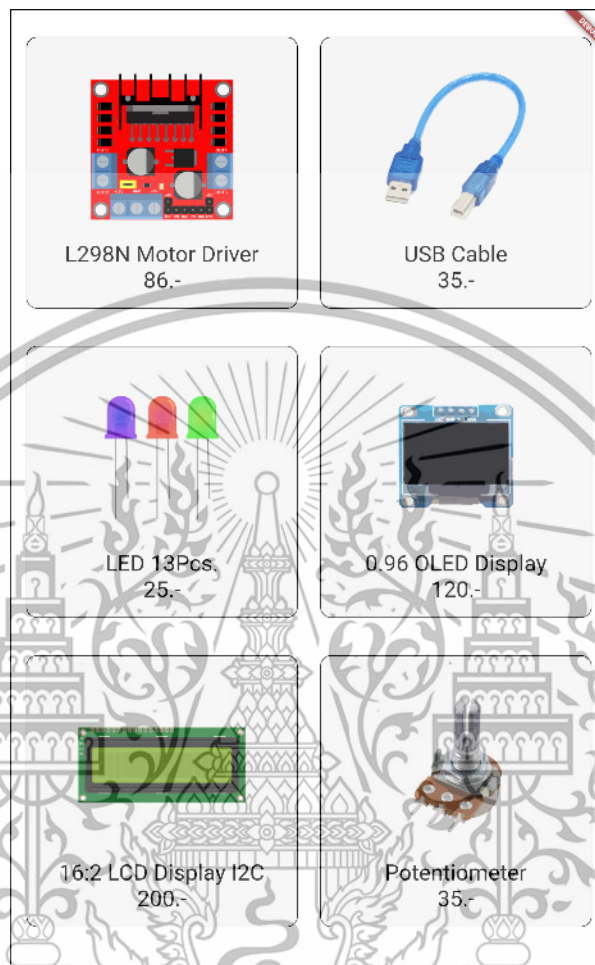 DEBUG
L298N Motor Driver
86.-
USB Cable
35.-
LED 13Pcs.
25.-
0.96 OLED Display
120.-
16:2 LCD Display I2C
200.-
Potentiometer
35.-